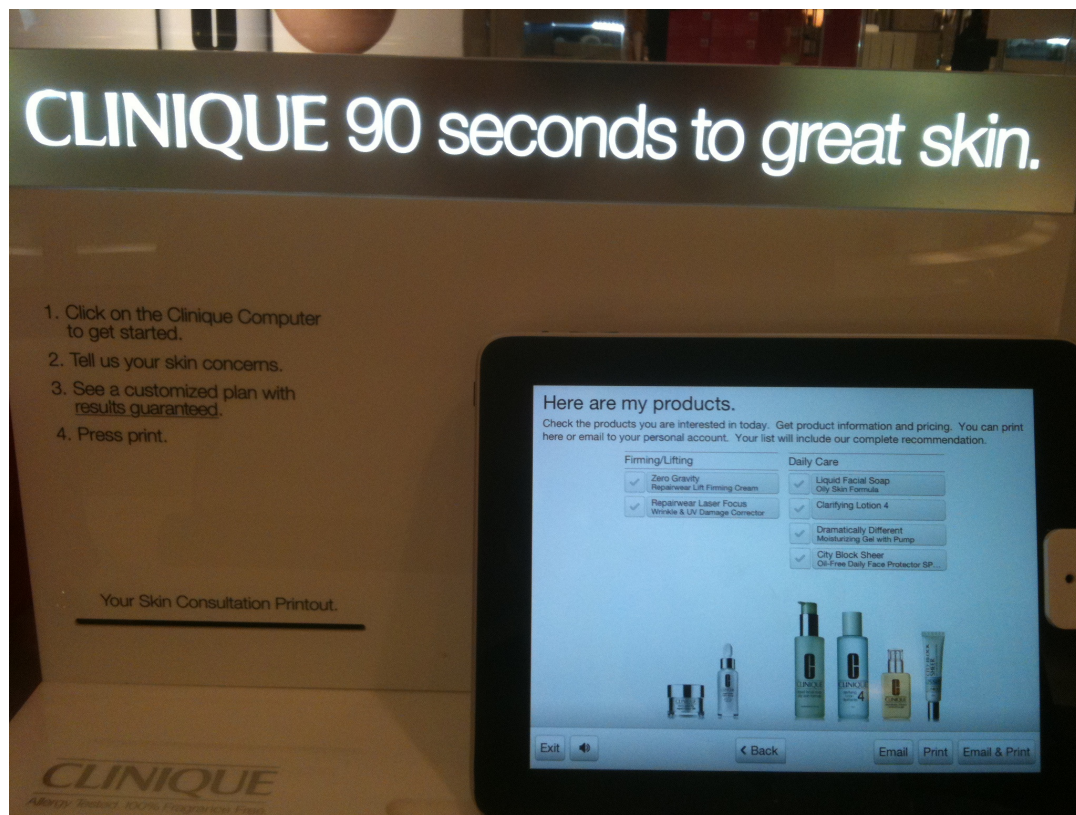 CLINIQUE 90 seconds to great skin.
1. Click on the Clinique Computer
to get started.
2. Tell us your skin concerns.
3. See a customized plan with
results guaranteed.
4. Press print.
Your Skin Consultation Printout.
CLINIQUE
Allergy Tested. 100% Fragrance Free.
Here are my products.
Check the products you are interested in today. Get product information and pricing. You can print
here or email to your personal account. Your list will include our complete recommendation.
Firming/Lifting
Zero Gravity
Repairwear Lift Firming Cream
Repairwear Laser Focus
Wrinkle & UV Damage Corrector
Daily Care
Liquid Facial Soap
Oily Skin Formula
Clarifying Lotion 4
Dramatically Different
Moisturizing Gel with Pump
City Block Sheer
Oil-Free Daily Face Protector SP...
CLINIQUE
CLINIQUE
CLINIQUE
4
CLINIQUE
Exit
< Back
Email
Print
Email & Print